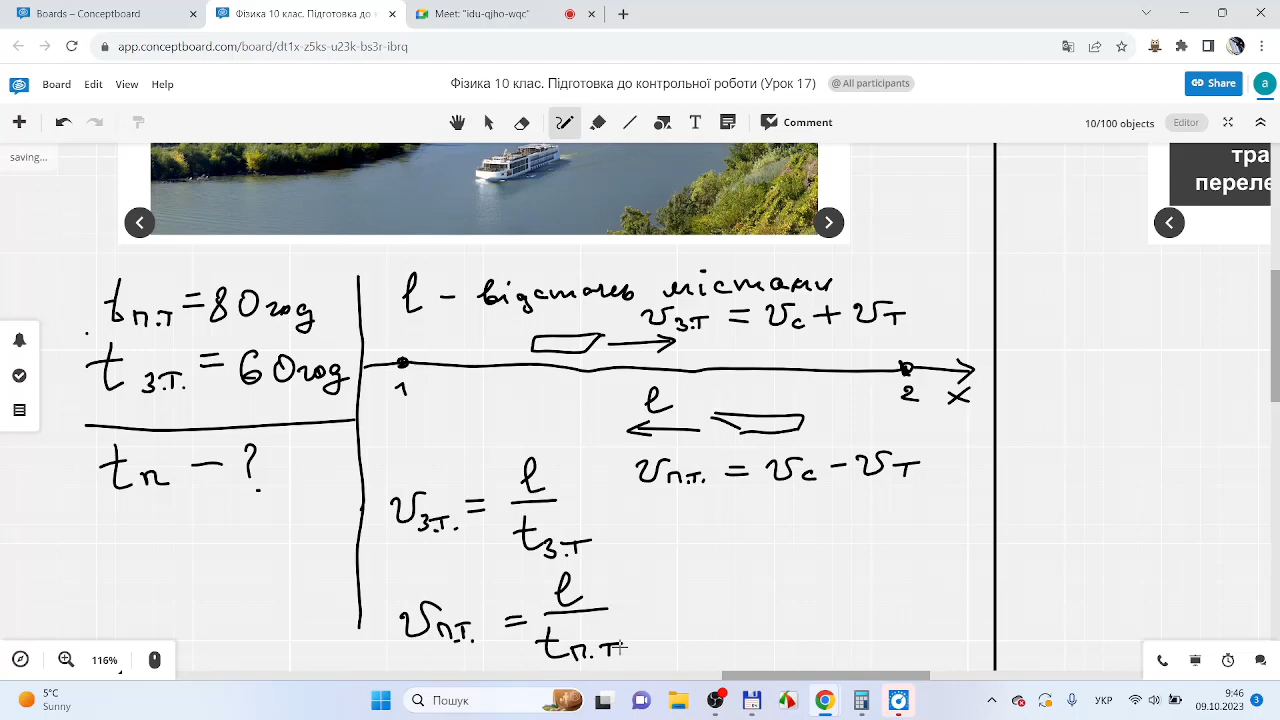 Boards – Conceptboard
Фізика 10 клас. Підготовка до
Meet: "idu-qjho-wqc"
app.conceptboard.com/board/dt1x-z5ks-u23k-bs3r-ibrq
Board Edit View Help
Фізика 10 клас. Підготовка до контрольної роботи (Урок 17)
@ All participants
Share
a
Comment
10/100 objects
Editor
saving...
тра
переле
tп.т = 80 год
tз.т. = 60 год
tп – ?
l – відстань містами
vз.т = vс + vт
1
2
x
l
vп.т. = vс – vт
vз.т. = l / tз.т
vп.т. = l / tп.т
116%
5°C
Sunny
Пошук
УКР
9:46
09.10.2023
3